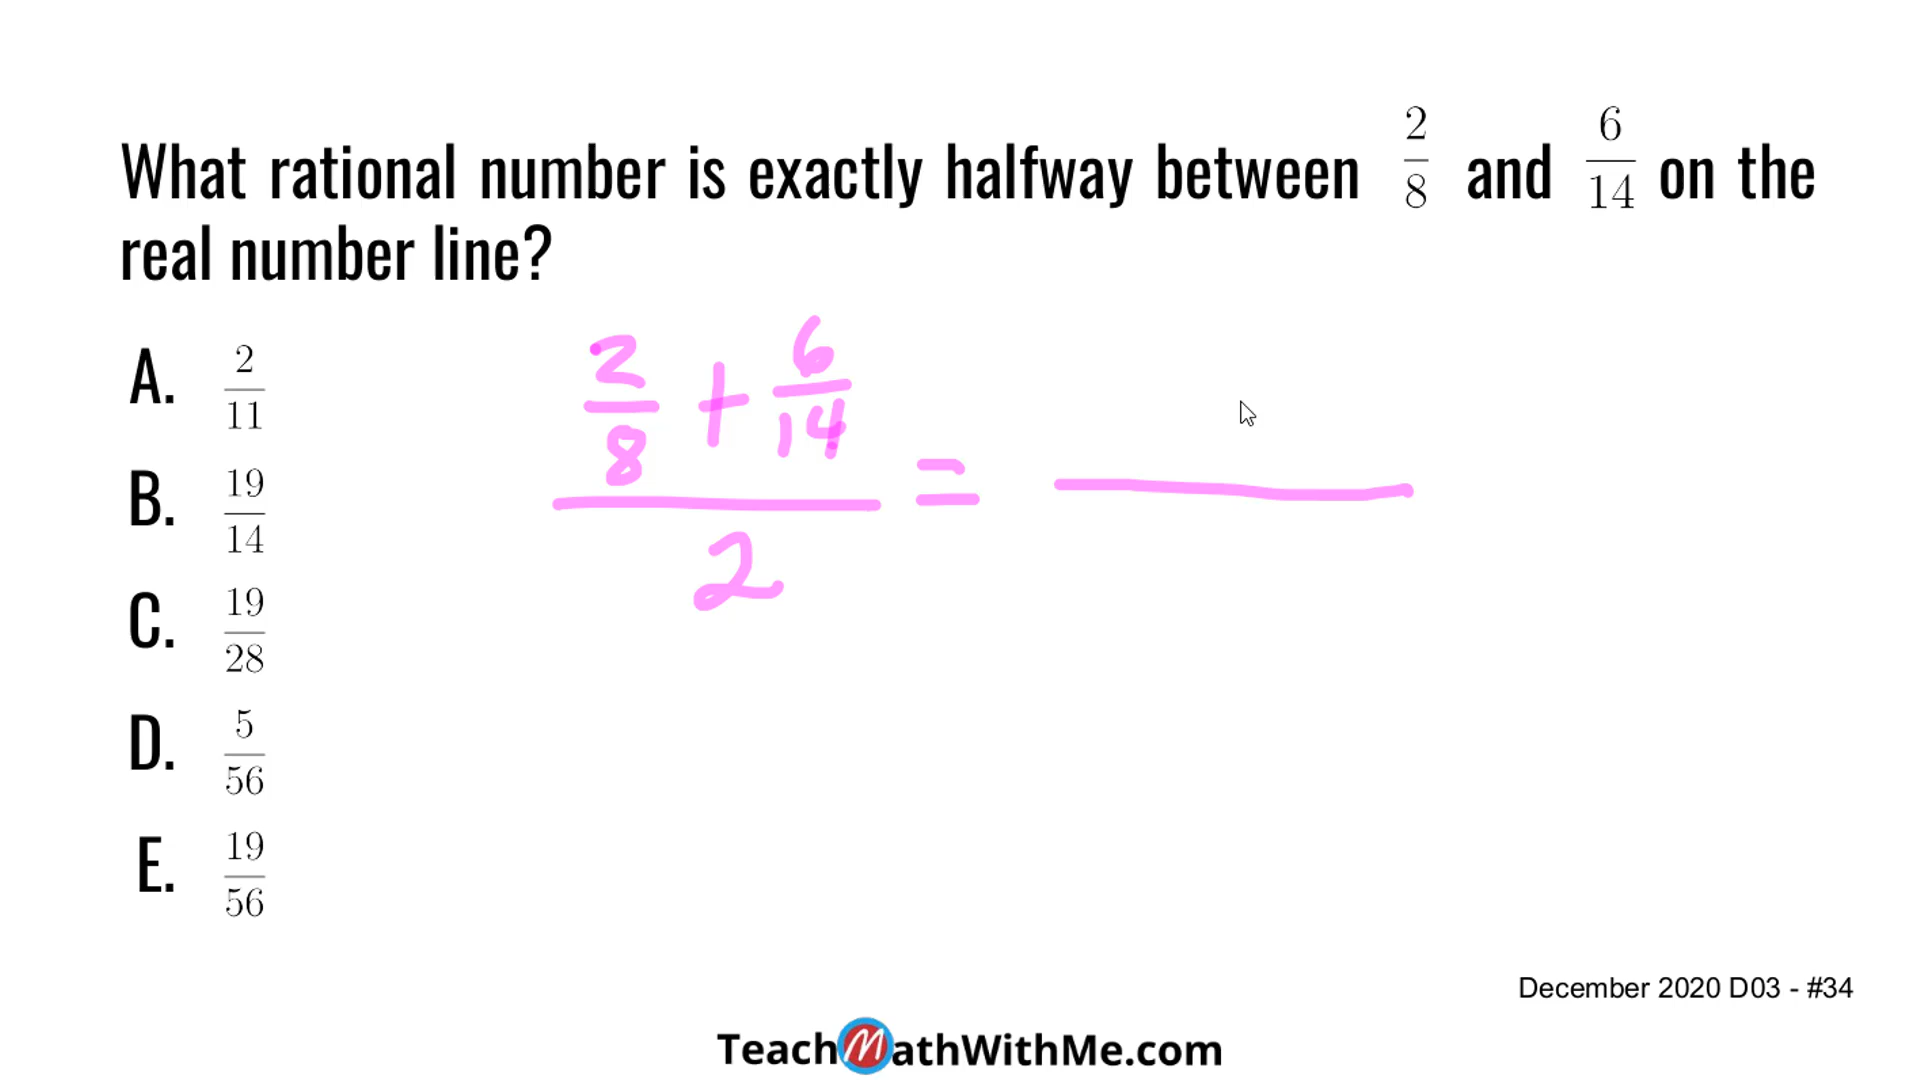 What rational number is exactly halfway between 2/8 and 6/14 on the
real number line?
A. 2/11
B. 19/14
C. 19/28
D. 5/56
E. 19/56
2/8 + 6/14 =
2
December 2020 D03 - #34
TeachMathWithMe.com